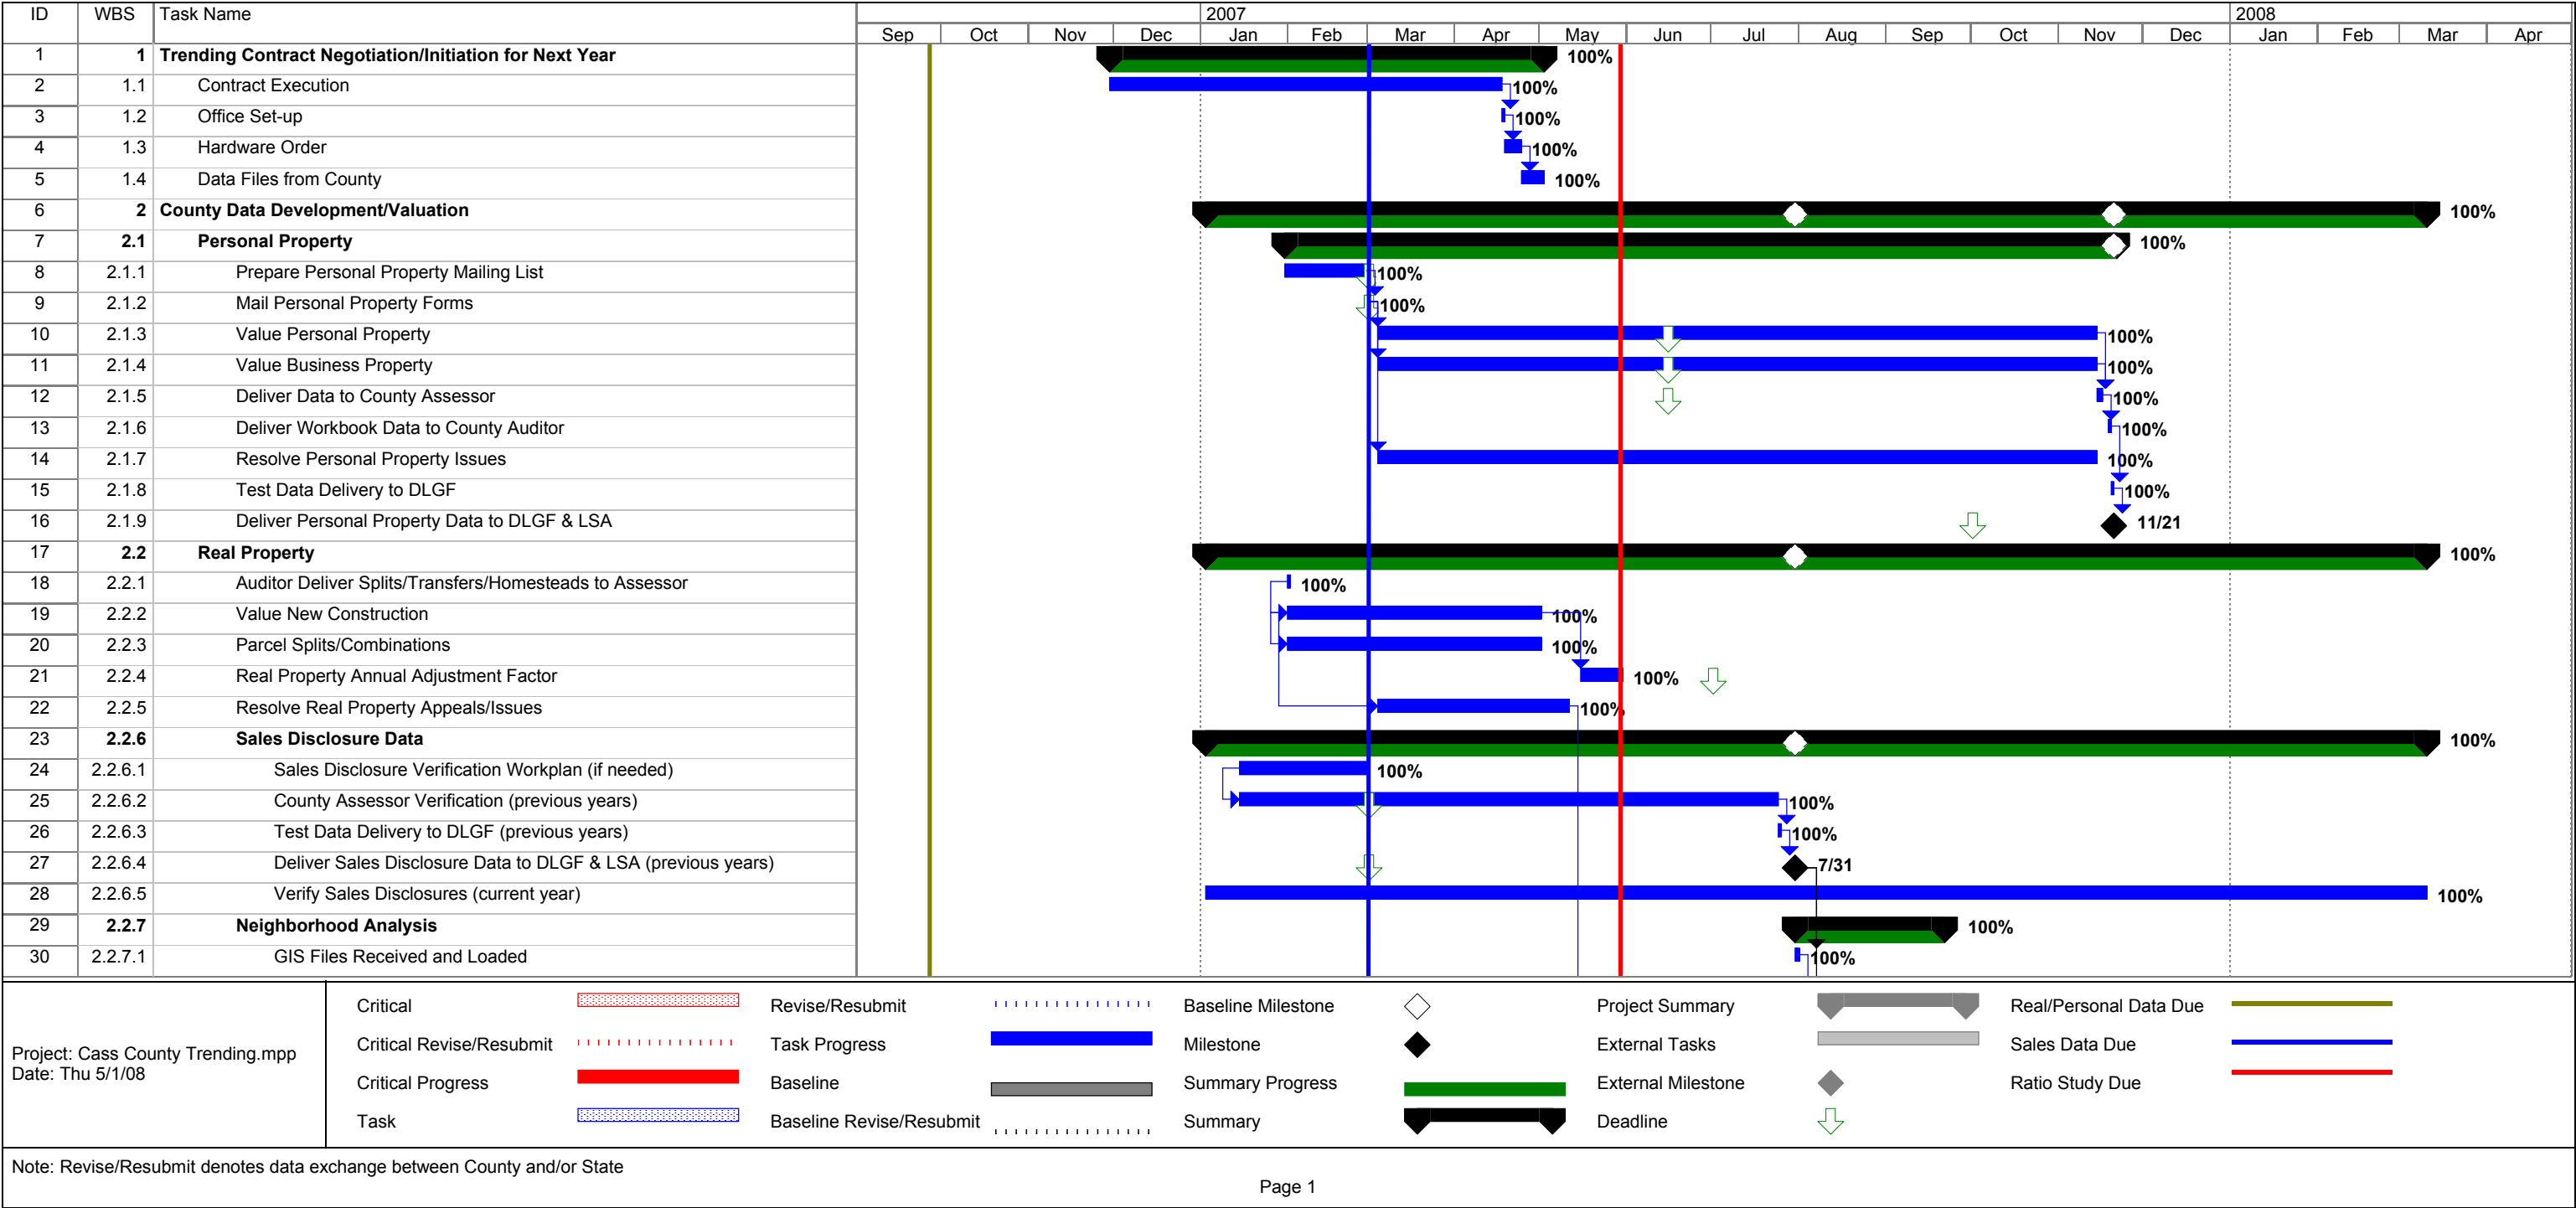 ID WBS Task Name 2007 2008
Sep Oct Nov Dec Jan Feb Mar Apr May Jun Jul Aug Sep Oct Nov Dec Jan Feb Mar Apr
1 1 Trending Contract Negotiation/Initiation for Next Year 100%
2 1.1 Contract Execution 100%
3 1.2 Office Set-up 100%
4 1.3 Hardware Order 100%
5 1.4 Data Files from County 100%
6 2 County Data Development/Valuation 100%
7 2.1 Personal Property 100%
8 2.1.1 Prepare Personal Property Mailing List 100%
9 2.1.2 Mail Personal Property Forms 100%
10 2.1.3 Value Personal Property 100%
11 2.1.4 Value Business Property 100%
12 2.1.5 Deliver Data to County Assessor 100%
13 2.1.6 Deliver Workbook Data to County Auditor 100%
14 2.1.7 Resolve Personal Property Issues 100%
15 2.1.8 Test Data Delivery to DLGF 100%
16 2.1.9 Deliver Personal Property Data to DLGF & LSA 11/21
17 2.2 Real Property 100%
18 2.2.1 Auditor Deliver Splits/Transfers/Homesteads to Assessor 100%
19 2.2.2 Value New Construction 100%
20 2.2.3 Parcel Splits/Combinations 100%
21 2.2.4 Real Property Annual Adjustment Factor 100%
22 2.2.5 Resolve Real Property Appeals/Issues 100%
23 2.2.6 Sales Disclosure Data 100%
24 2.2.6.1 Sales Disclosure Verification Workplan (if needed) 100%
25 2.2.6.2 County Assessor Verification (previous years) 100%
26 2.2.6.3 Test Data Delivery to DLGF (previous years) 100%
27 2.2.6.4 Deliver Sales Disclosure Data to DLGF & LSA (previous years) 7/31
28 2.2.6.5 Verify Sales Disclosures (current year) 100%
29 2.2.7 Neighborhood Analysis 100%
30 2.2.7.1 GIS Files Received and Loaded 100%
Project: Cass County Trending.mpp
Date: Thu 5/1/08
Critical
Critical Revise/Resubmit
Critical Progress
Task
Revise/Resubmit
Task Progress
Baseline
Baseline Revise/Resubmit
Baseline Milestone
Milestone
Summary Progress
Summary
Project Summary
External Tasks
External Milestone
Deadline
Real/Personal Data Due
Sales Data Due
Ratio Study Due
Note: Revise/Resubmit denotes data exchange between County and/or State
Page 1